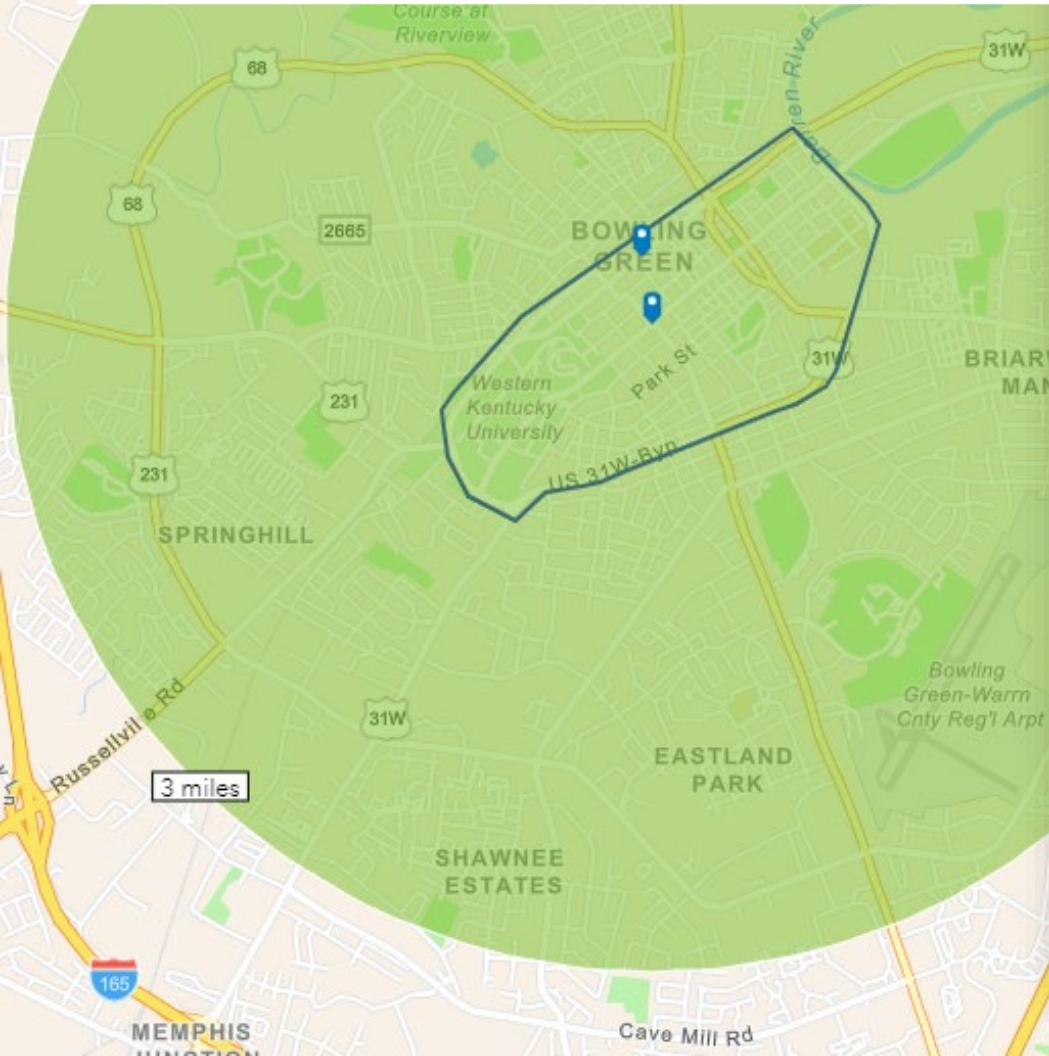 Course at
Riverview
68
31W
68
2665
BOWLING
GREEN
31W
BRIARW
MAN
Park St
Western
Kentucky
University
231
US 31W-Byp
231
SPRINGHILL
Bowling
Green-Warrn
Cnty Reg'l Arpt
31W
Russellville Rd
EASTLAND
PARK
3 miles
SHAWNEE
ESTATES
165
Cave Mill Rd
MEMPHIS
JUNCTION